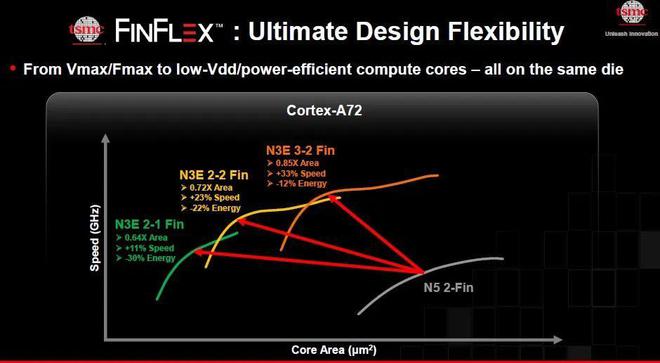 tsmc FINFLEX™ : Ultimate Design Flexibility
tsmc
Unleash Innovation
• From Vmax/Fmax to low-Vdd/power-efficient compute cores – all on the same die
Cortex-A72
N3E 3-2 Fin
➢ 0.85X Area
➢ +33% Speed
➢ -12% Energy
N3E 2-2 Fin
➢ 0.72X Area
➢ +23% Speed
➢ -22% Energy
N3E 2-1 Fin
➢ 0.64X Area
➢ +11% Speed
➢ -30% Energy
N5 2-Fin
Speed (GHz)
Core Area (µm²)